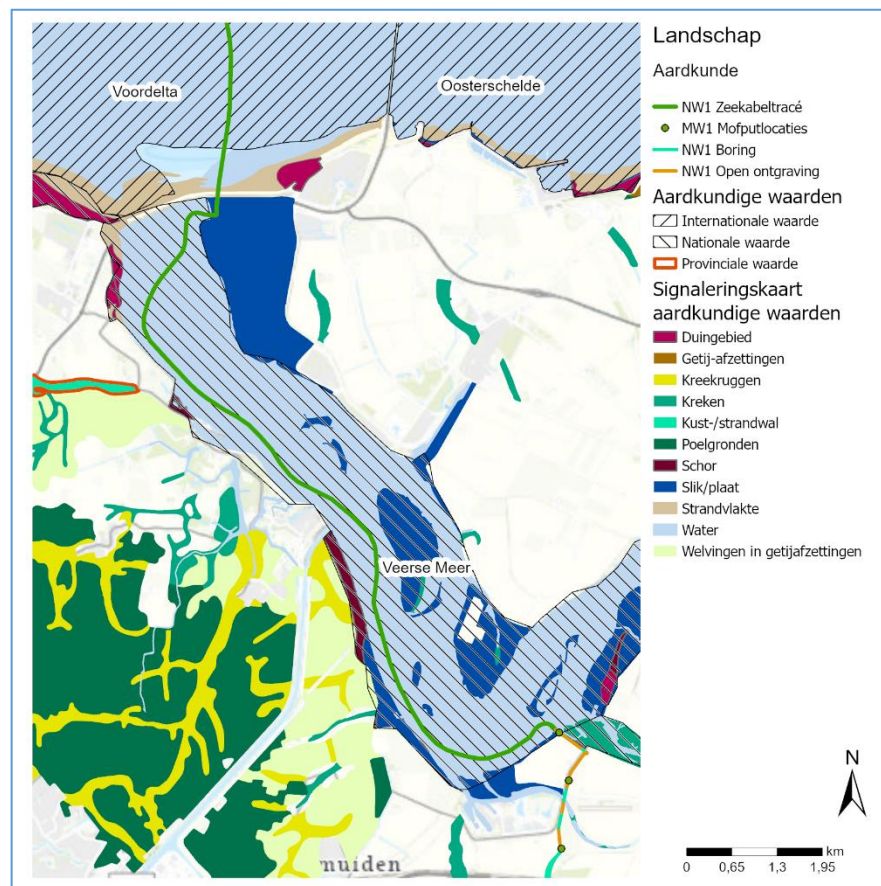 Voordelta
Oosterschelde
Veerse Meer
muiden
Landschap
Aardkunde
NW1 Zeekabeltracé
MW1 Mofputlocaties
NW1 Boring
NW1 Open ontgraving
Aardkundige waarden
Internationale waarde
Nationale waarde
Provinciale waarde
Signaleringskaart
aardkundige waarden
Duingebied
Getij-afzettingen
Kreekruggen
Kreken
Kust-/strandwal
Poelgronden
Schor
Slik/plaat
Strandvlakte
Water
Welvingen in getijafzettingen
N
km
0 0,65 1,3 1,95